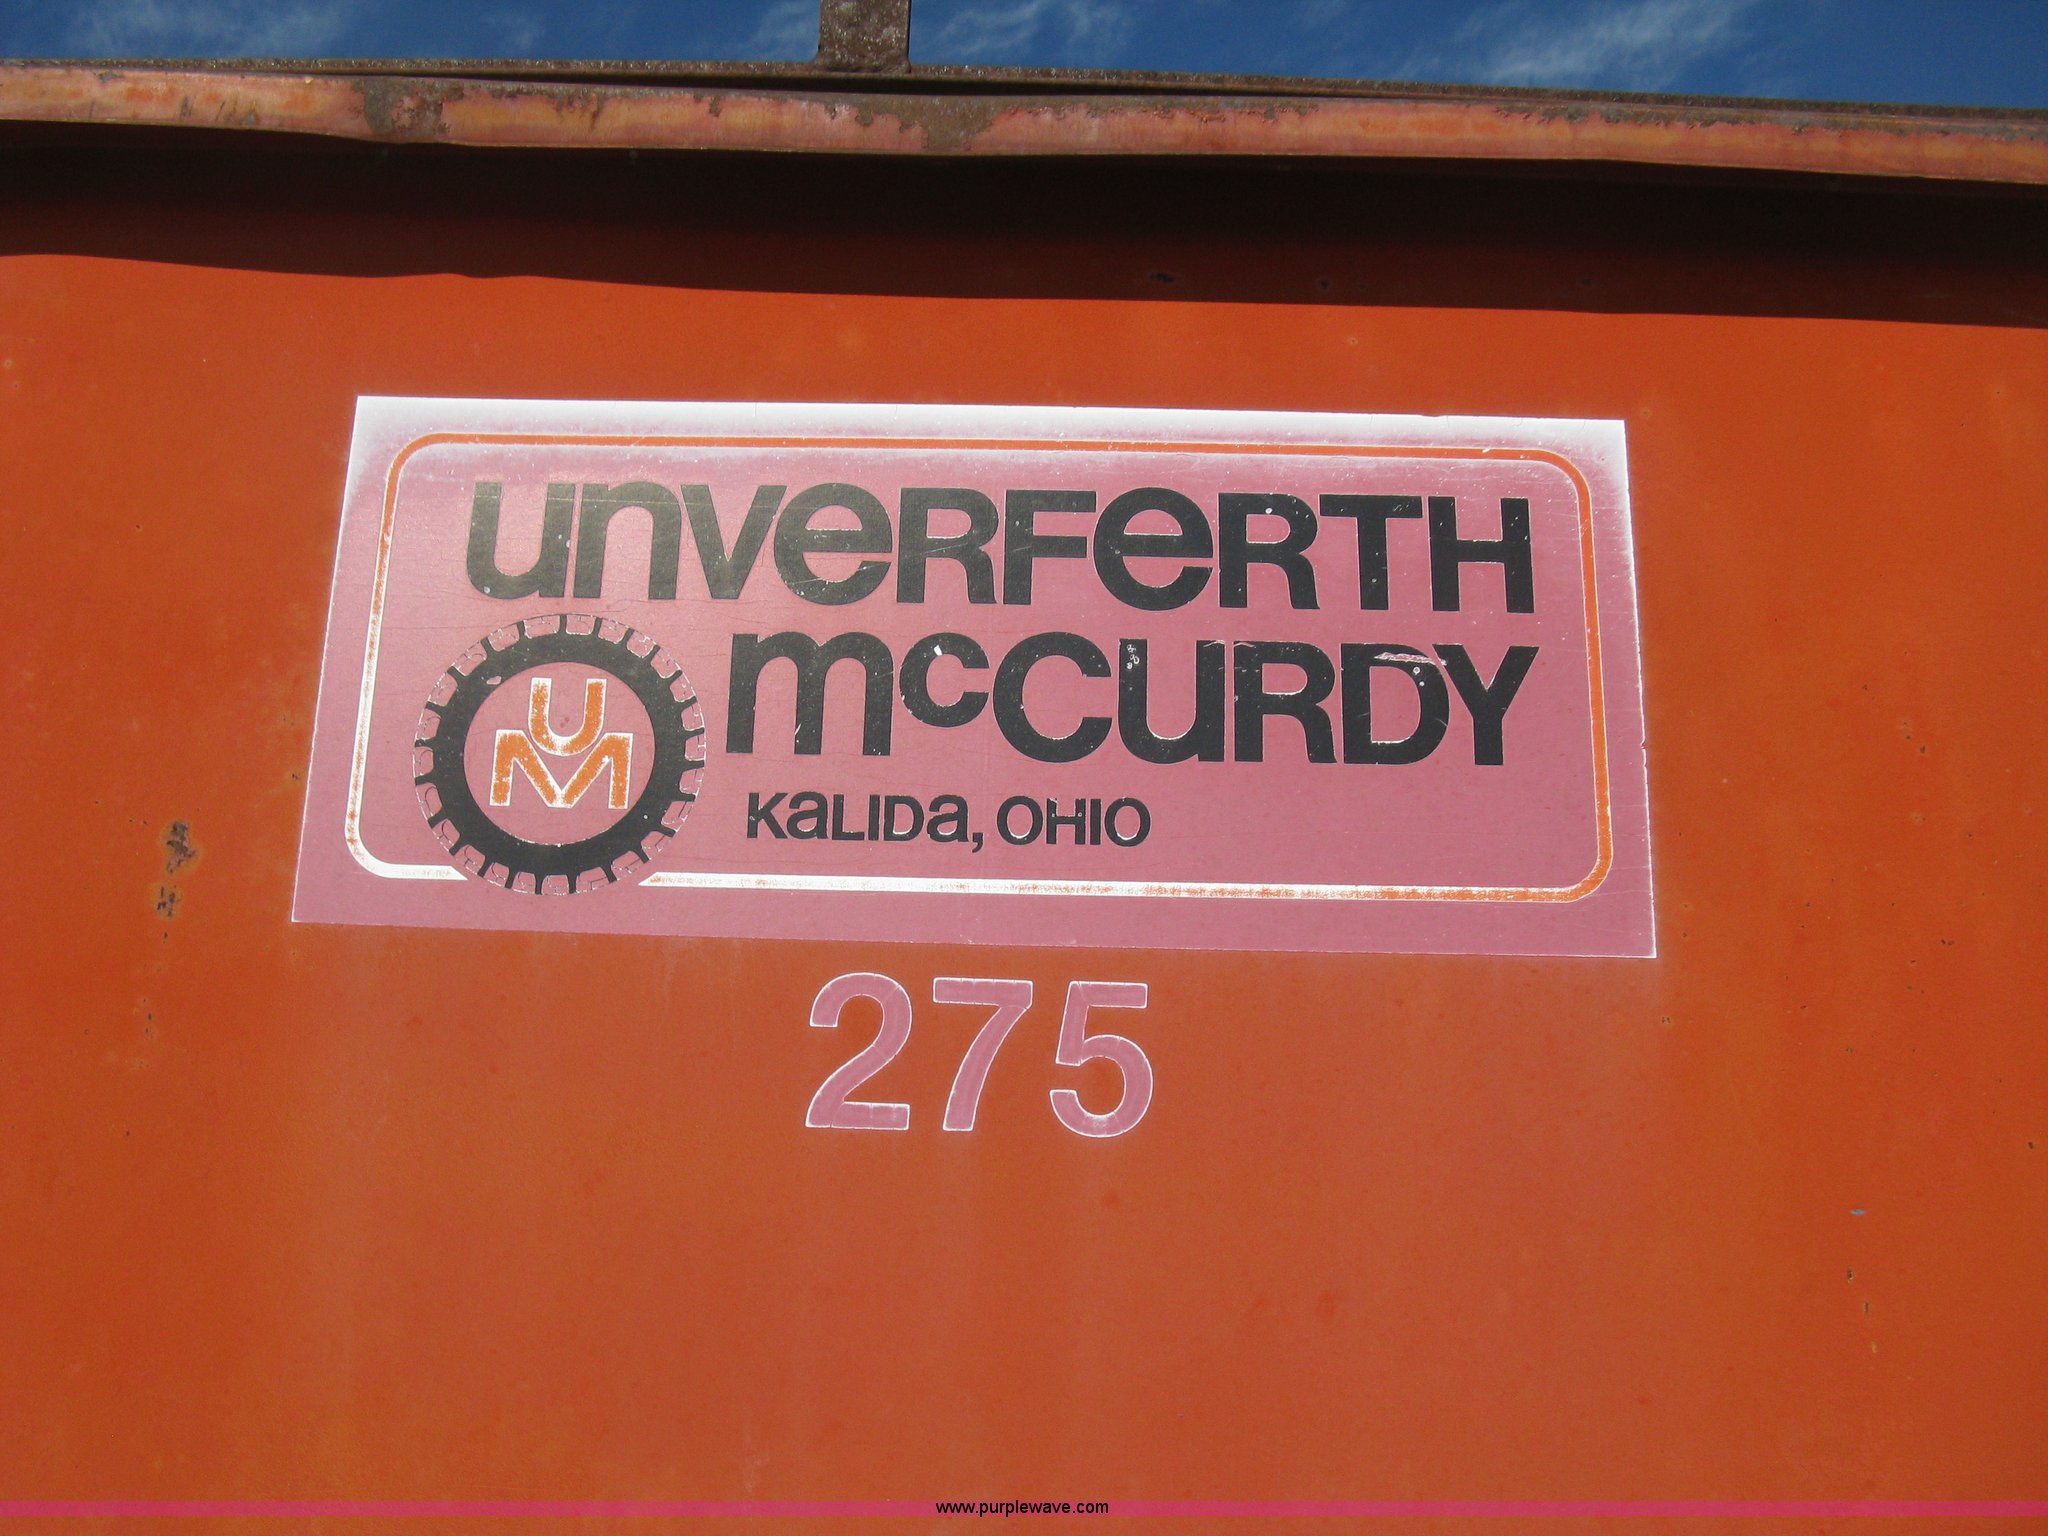 UnVeRFeRTH
mcCURDY
UM
KaLIDa, OHIO
275
www.purplewave.com